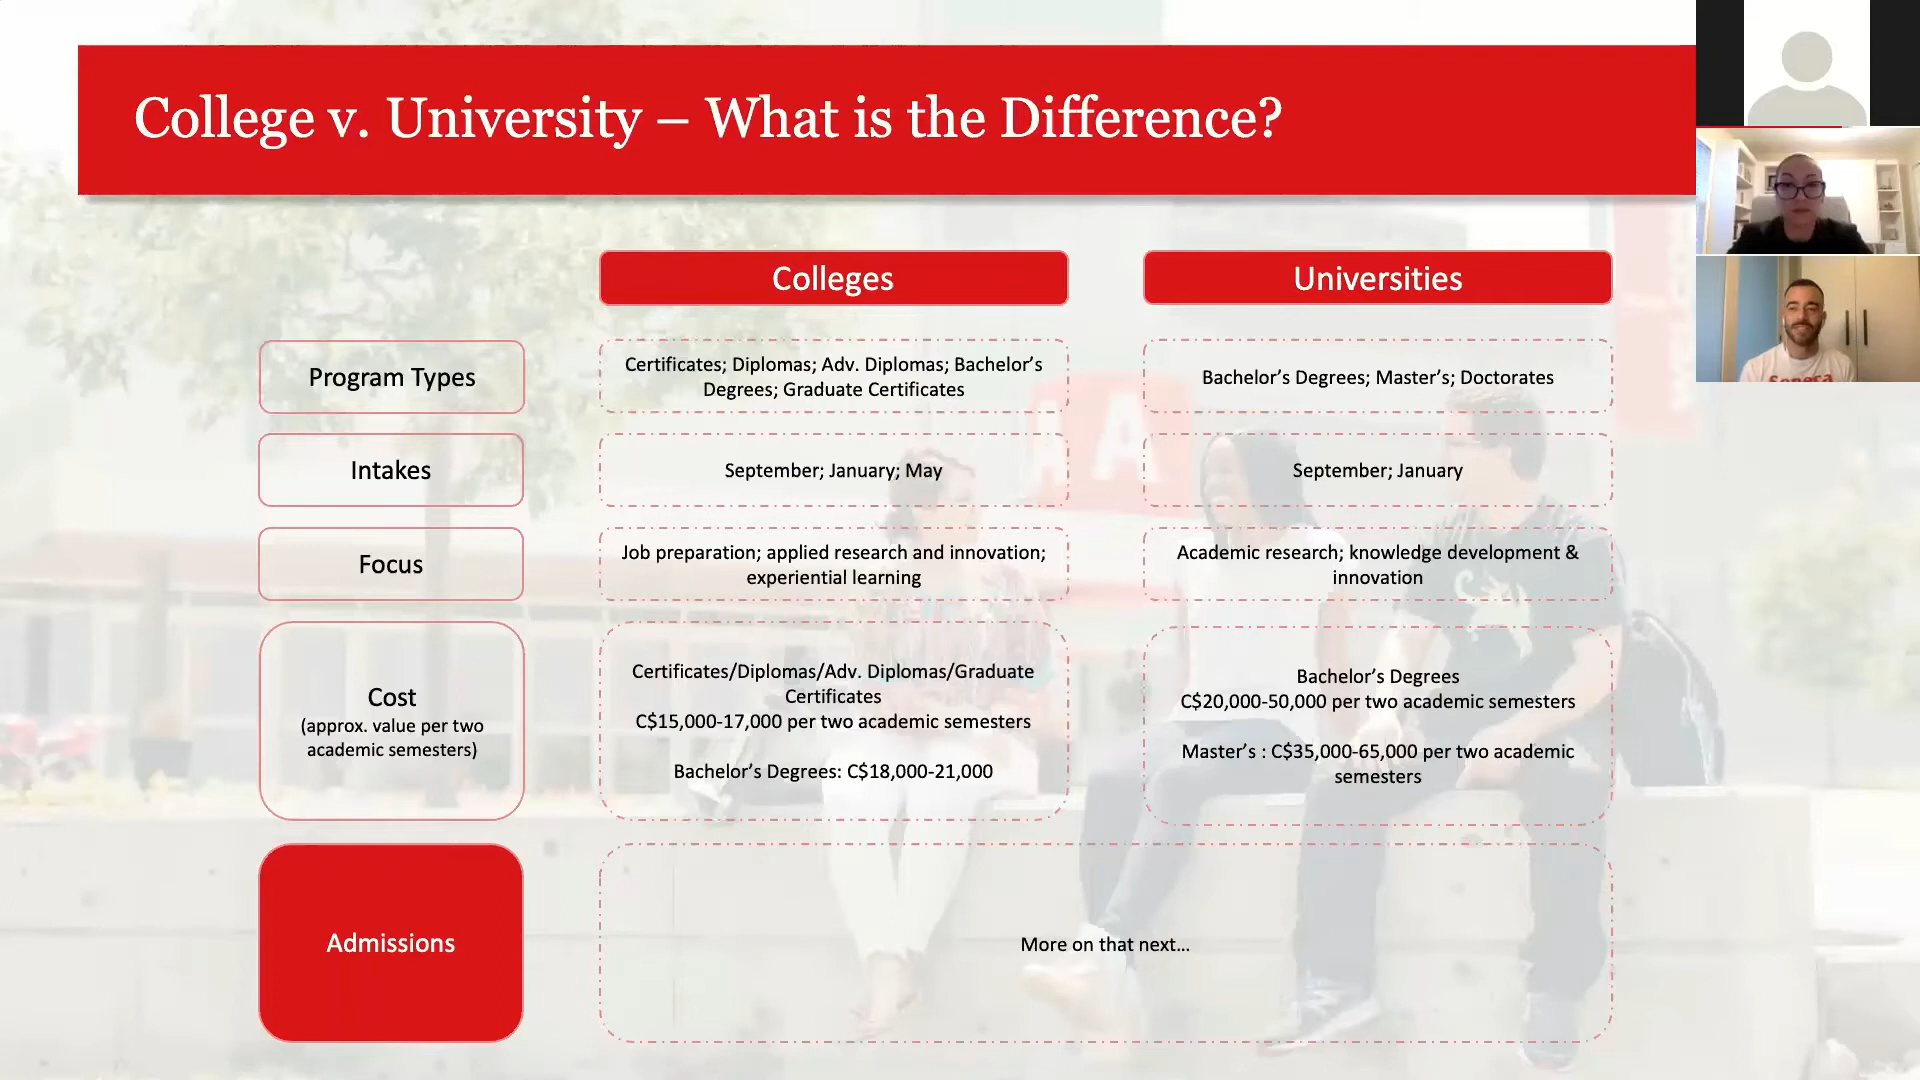 College v. University – What is the Difference?
Colleges
Universities
Program Types
Certificates; Diplomas; Adv. Diplomas; Bachelor’s
Degrees; Graduate Certificates
Bachelor’s Degrees; Master’s; Doctorates
Intakes
September; January; May
September; January
Focus
Job preparation; applied research and innovation;
experiential learning
Academic research; knowledge development &
innovation
Cost
(approx. value per two
academic semesters)
Certificates/Diplomas/Adv. Diplomas/Graduate
Certificates
C$15,000-17,000 per two academic semesters
Bachelor’s Degrees: C$18,000-21,000
Bachelor’s Degrees
C$20,000-50,000 per two academic semesters
Master’s : C$35,000-65,000 per two academic
semesters
Admissions
More on that next...
Seneca